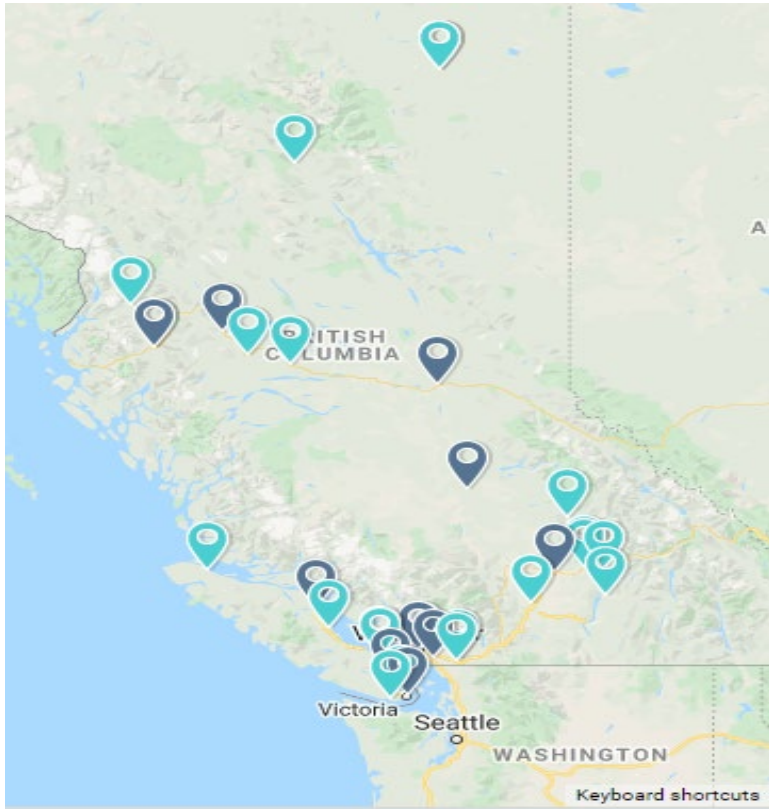 A
BRITISH
COLUMBIA
V
Victoria
Seattle
WASHINGTON
Keyboard shortcuts